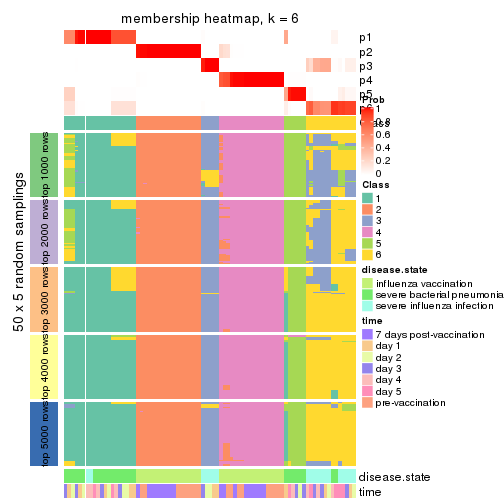 membership heatmap, k = 6
p1
p2
p3
p4
p5
p6
Prob
1
0.8
0.6
0.4
0.2
0
Class
Class
1
2
3
4
5
6
disease.state
influenza vaccination
severe bacterial pneumonia
severe influenza infection
time
7 days post-vaccination
day 1
day 2
day 3
day 4
day 5
pre-vaccination
50 x 5 random samplings
top 1000 rows
top 2000 rows
top 3000 rows
top 4000 rows
top 5000 rows
disease.state
time